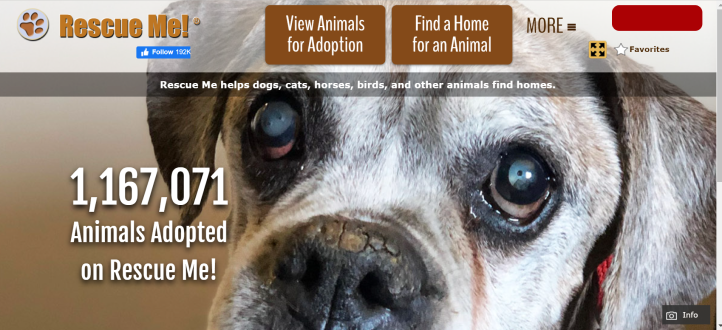 Rescue Me! ®
Follow 192K
View Animals
for Adoption
Find a Home
for an Animal
MORE ≡
Favorites
Rescue Me helps dogs, cats, horses, birds, and other animals find homes.
1,167,071
Animals Adopted
on Rescue Me!
Info